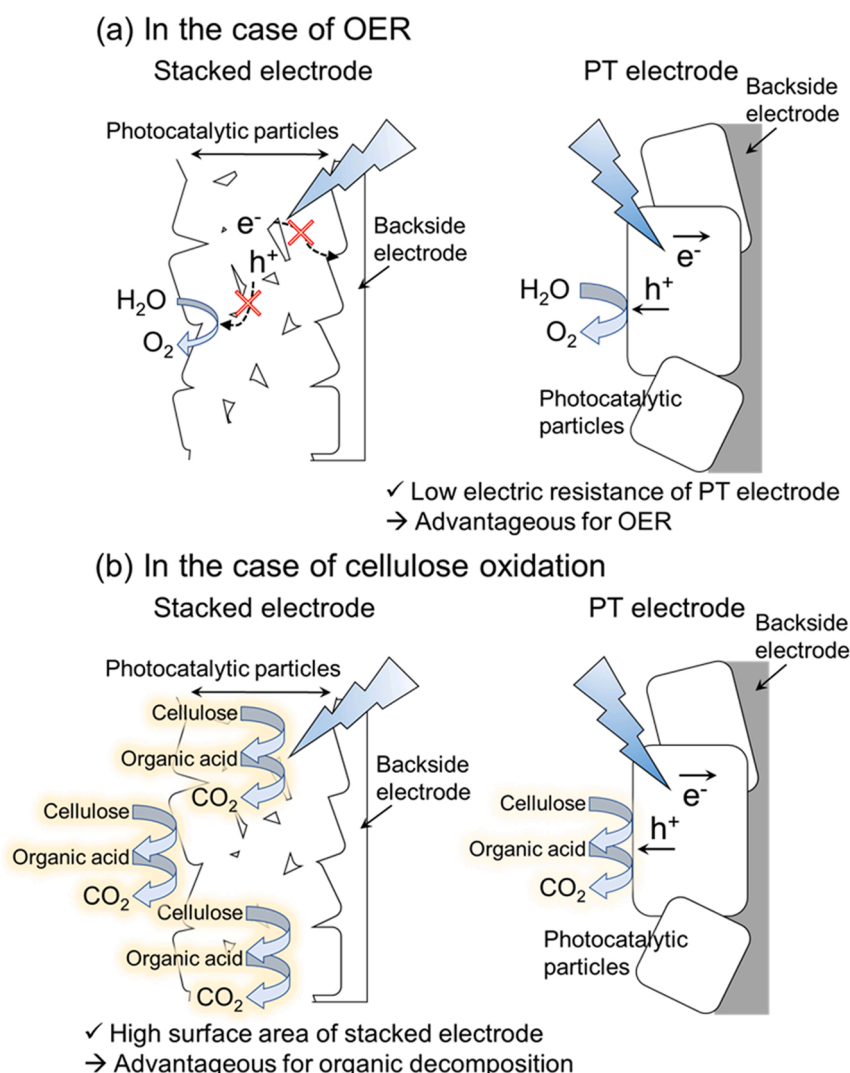 (a) In the case of OER
Stacked electrode
PT electrode
Photocatalytic particles
Backside
electrode
e-
h+
H2O
O2
Backside
electrode
e-
h+
H2O
O2
Photocatalytic
particles
✓ Low electric resistance of PT electrode
→ Advantageous for OER
(b) In the case of cellulose oxidation
Stacked electrode
PT electrode
Photocatalytic particles
Cellulose
Organic acid
CO2
Cellulose
Organic acid
CO2
Cellulose
Organic acid
CO2
Backside
electrode
Backside
electrode
e-
h+
Cellulose
Organic acid
CO2
Photocatalytic
particles
✓ High surface area of stacked electrode
→ Advantageous for organic decomposition